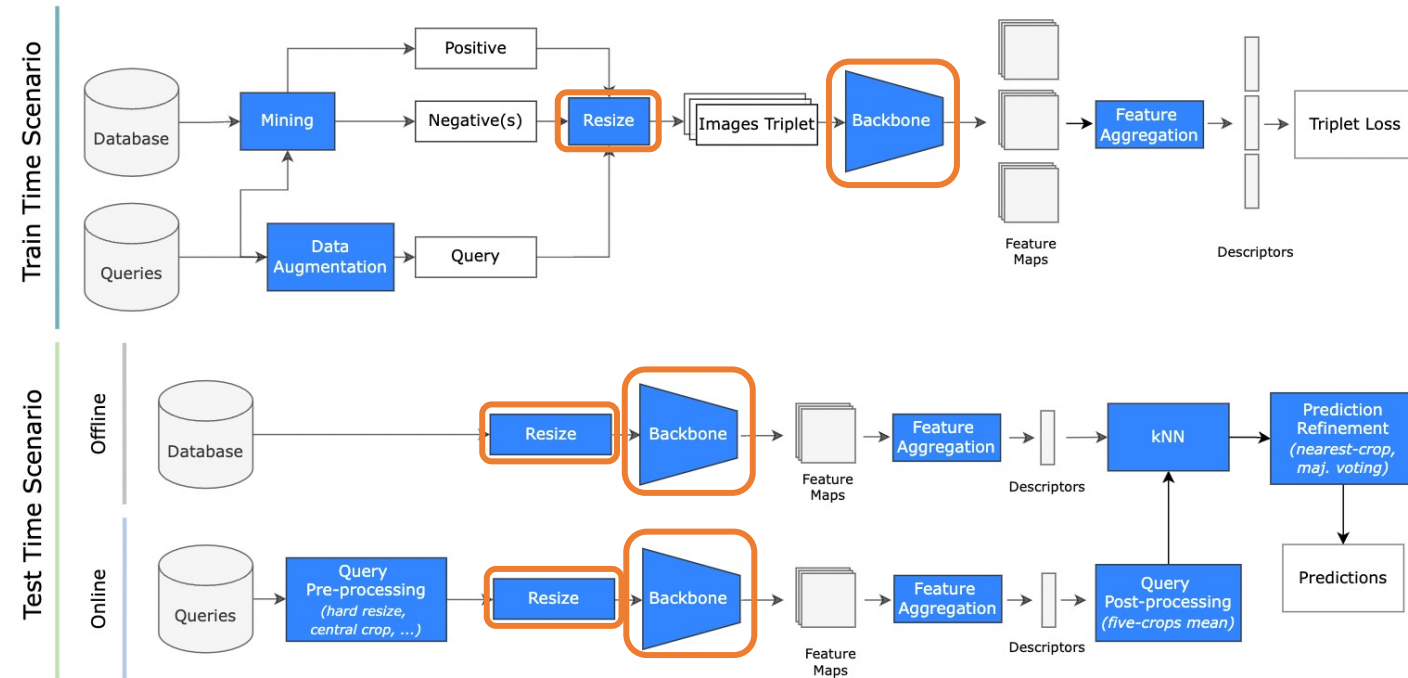 Train Time Scenario
Database
Queries
Mining
Data
Augmentation
Positive
Negative(s)
Query
Resize
Images Triplet
Backbone
Feature
Maps
Feature
Aggregation
Descriptors
Triplet Loss
Test Time Scenario
Offline
Database
Resize
Backbone
Feature
Maps
Feature
Aggregation
Descriptors
kNN
Prediction
Refinement
(nearest-crop,
maj. voting)
Online
Queries
Query
Pre-processing
(hard resize,
central crop, ...)
Resize
Backbone
Feature
Maps
Feature
Aggregation
Descriptors
Query
Post-processing
(five-crops mean)
Predictions